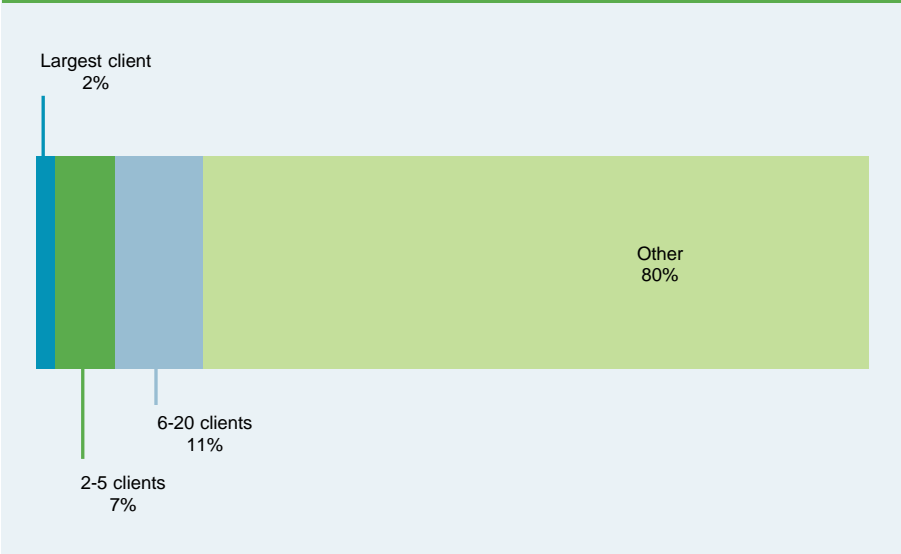 Largest client
2%
Other
80%
6-20 clients
11%
2-5 clients
7%